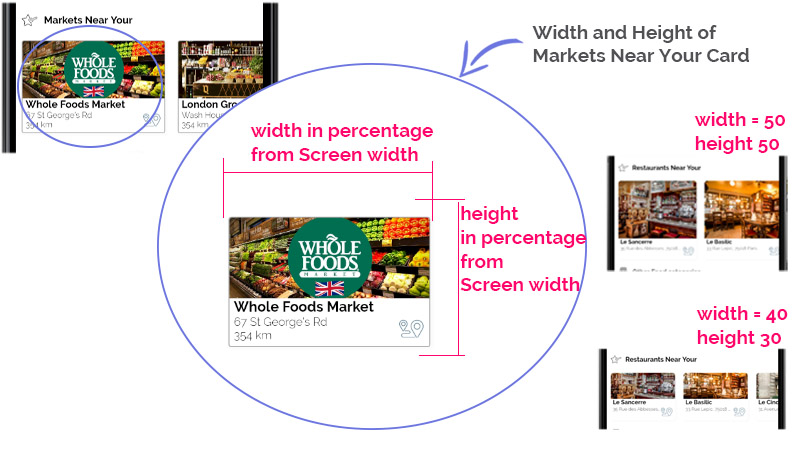 Markets Near Your
WHOLE
FOODS
MARKET
Whole Foods Market
67 St George's Rd
354 km
London Gro
Wash Hou
354 km
Width and Height of
Markets Near Your Card
width in percentage
from Screen width
height
in percentage
from
Screen width
WHOLE
FOODS
MARKET
Whole Foods Market
67 St George's Rd
354 km
width = 50
height 50
Restaurants Near Your
Le Sancerre
Le Basilic
width = 40
height 30
Restaurants Near Your
Le Sancerre
Le Basilic
Le Cinc